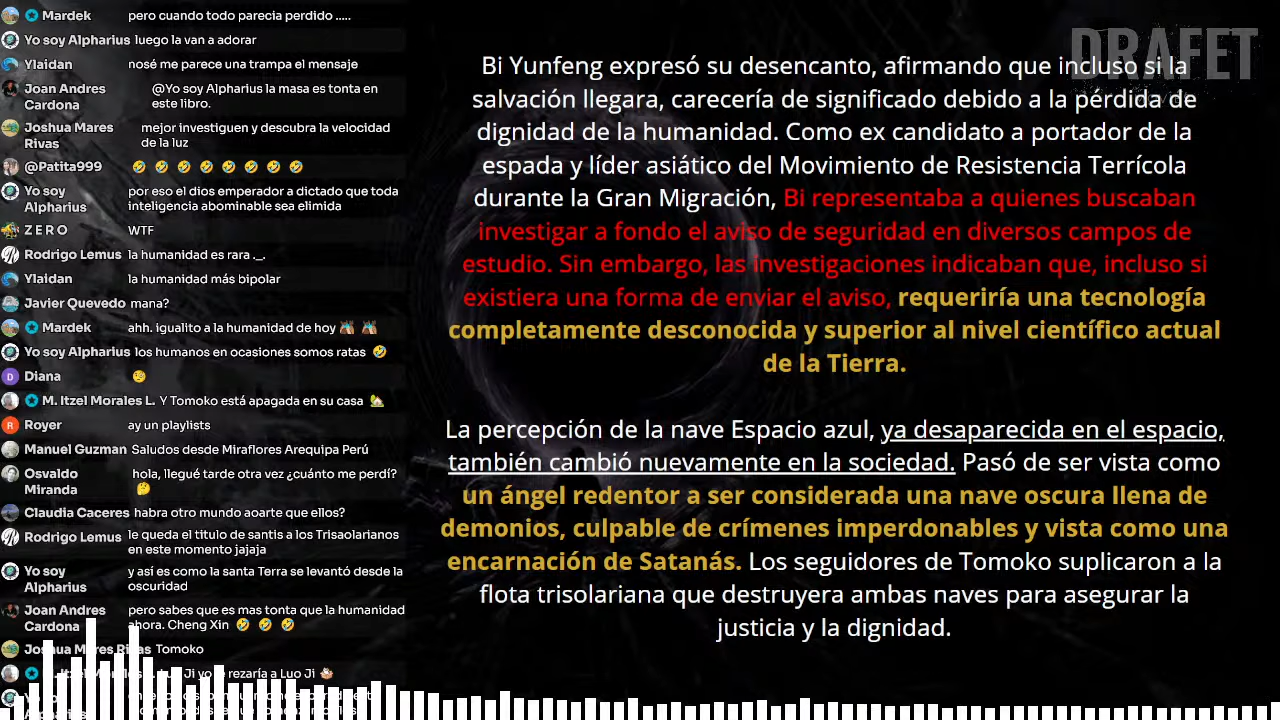 Mardek pero cuando todo parecia perdido .....
Yo soy Alpharius luego la van a adorar
Ylaidan nosé me parece una trampa el mensaje
Joan Andres Cardona @Yo soy Alpharius la masa es tonta en
este libro.
Joshua Mares Rivas mejor investiguen y descubra la velocidad
de la luz
@Patita999 🤣 🤣 🤣 🤣 🤣 🤣 🤣 🤣
Yo soy Alpharius por eso el dios emperador a dictado que toda
inteligencia abominable sea elimida
Z E R O WTF
Rodrigo Lemus la humanidad es rara ._.
Ylaidan la humanidad más bipolar
Javier Quevedo mana?
Mardek ahh. igualito a la humanidad de hoy
Yo soy Alpharius los humanos en ocasiones somos ratas 🤣
Diana
M. Itzel Morales L. Y Tomoko está apagada en su casa 🏡
Royer ay un playlists
Manuel Guzman Saludos desde Miraflores Arequipa Perú
Osvaldo Miranda hola, llegué tarde otra vez ¿cuánto me perdí?
🤔
Claudia Caceres habra otro mundo aoarte que ellos?
Rodrigo Lemus le queda el titulo de santis a los Trisaolarianos
en este momento jajaja
Yo soy Alpharius y así es como la santa Terra se levantó desde la
oscuridad
Joan Andres Cardona pero sabes que es mas tonta que la humanidad
ahora. Cheng Xin 🤣 🤣 🤣
Joshua Mares Rivas Tomoko
Ji yo le rezaría a Luo Ji
DRAFET
Bi Yunfeng expresó su desencanto, afirmando que incluso si la
salvación llegara, carecería de significado debido a la pérdida de
dignidad de la humanidad. Como ex candidato a portador de la
espada y líder asiático del Movimiento de Resistencia Terrícola
durante la Gran Migración, Bi representaba a quienes buscaban
investigar a fondo el aviso de seguridad en diversos campos de
estudio. Sin embargo, las investigaciones indicaban que, incluso si
existiera una forma de enviar el aviso, requeriría una tecnología
completamente desconocida y superior al nivel científico actual
de la Tierra.
La percepción de la nave Espacio azul, ya desaparecida en el espacio,
también cambió nuevamente en la sociedad. Pasó de ser vista como
un ángel redentor a ser considerada una nave oscura llena de
demonios, culpable de crímenes imperdonables y vista como una
encarnación de Satanás. Los seguidores de Tomoko suplicaron a la
flota trisolariana que destruyera ambas naves para asegurar la
justicia y la dignidad.